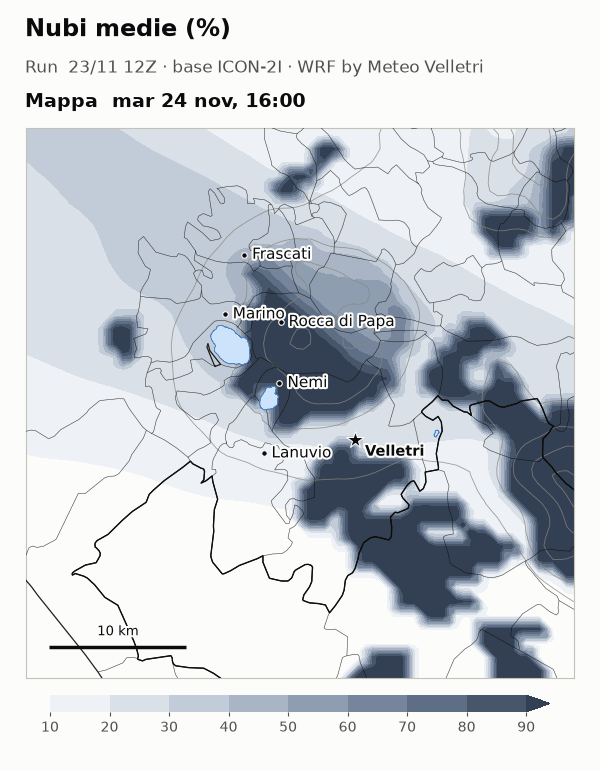 Nubi medie (%)
Run 23/11 12Z · base ICON-2I · WRF by Meteo Velletri
Mappa mar 24 nov, 16:00
Frascati
Marino
Rocca di Papa
Nemi
Velletri
Lanuvio
10 km
10 20 30 40 50 60 70 80 90